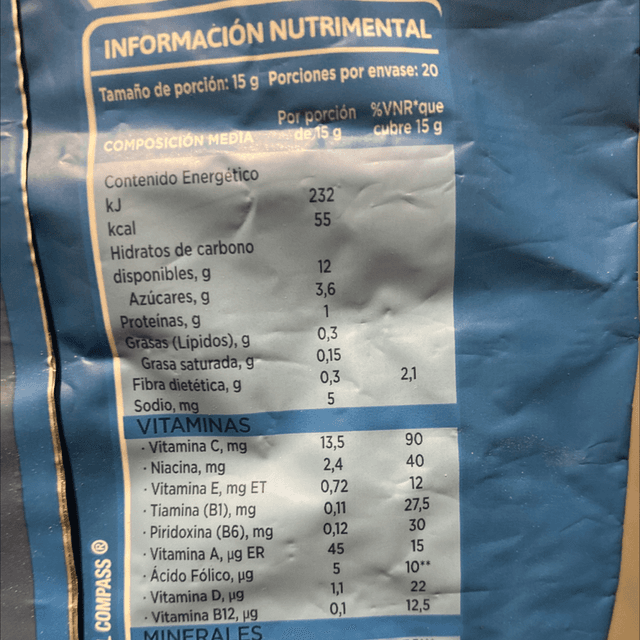 INFORMACIÓN NUTRIMENTAL
Tamaño de porción: 15 g Porciones por envase: 20
COMPOSICIÓN MEDIA Por porción de 15 g %VNR*que cubre 15 g
Contenido Energético
kJ 232
kcal 55
Hidratos de carbono
disponibles, g 12
Azúcares, g 3,6
Proteínas, g 1
Grasas (Lípidos), g 0,3
Grasa saturada, g 0,15
Fibra dietética, g 0,3 2,1
Sodio, mg 5
VITAMINAS
· Vitamina C, mg 13,5 90
· Niacina, mg 2,4 40
· Vitamina E, mg ET 0,72 12
· Tiamina (B1), mg 0,11 27,5
· Piridoxina (B6), mg 0,12 30
· Vitamina A, µg ER 45 15
· Ácido Fólico, µg 5 10**
· Vitamina D, µg 1,1 22
· Vitamina B12, µg 0,1 12,5
MINERALES
COMPASS ®